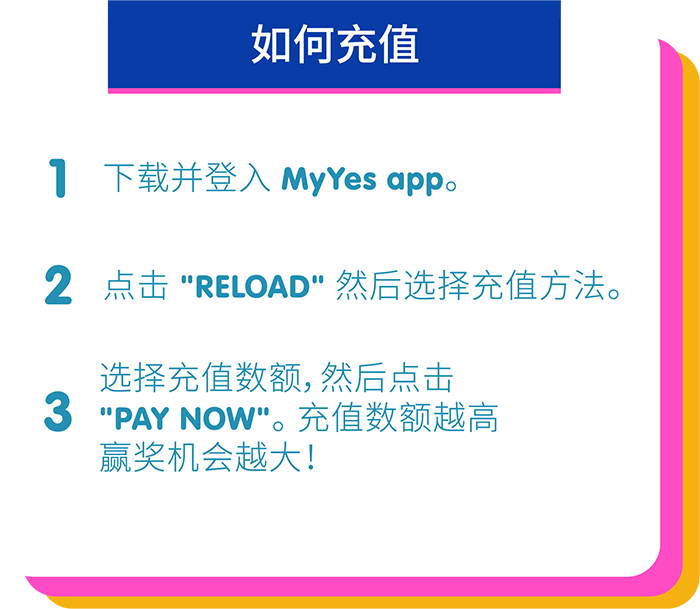 如何充值
1 下载并登入 MyYes app。
2 点击 "RELOAD" 然后选择充值方法。
选择充值数额，然后点击
3 "PAY NOW"。充值数额越高
赢奖机会越大！